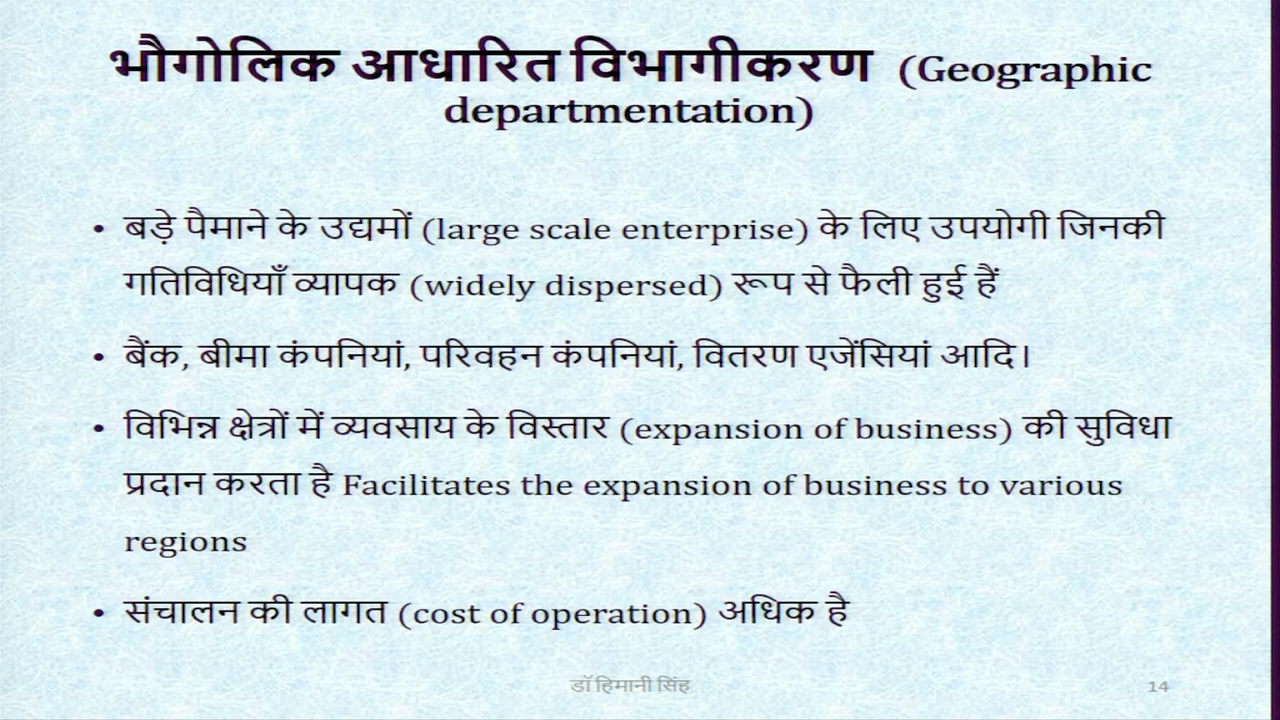 भौगोलिक आधारित विभागीकरण (Geographic
departmentation)
• बड़े पैमाने के उद्यमों (large scale enterprise) के लिए उपयोगी जिनकी
गतिविधियाँ व्यापक (widely dispersed) रूप से फैली हुई हैं
• बैंक, बीमा कंपनियां, परिवहन कंपनियां, वितरण एजेंसियां आदि।
• विभिन्न क्षेत्रों में व्यवसाय के विस्तार (expansion of business) की सुविधा
प्रदान करता है Facilitates the expansion of business to various
regions
• संचालन की लागत (cost of operation) अधिक है
डॉ हिमानी सिंह
14